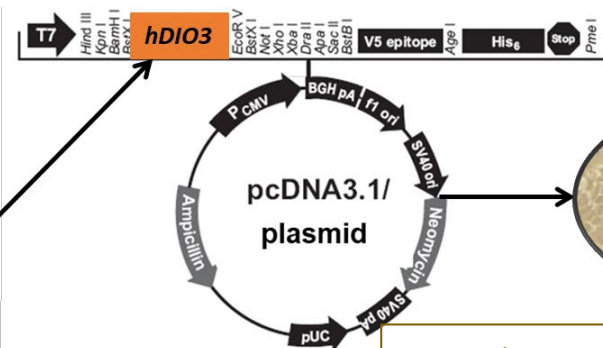 T7
Hind III
Kpn I
BamH I
BstX I
hDIO3
EcoR V
BstX I
Not I
Xho I
Xba I
Dra II
Apa I
Sac II
BstB I
V5 epitope
Age I
His6
Stop
Pme I
PCMV
BGH pA
f1 ori
SV40 ori
Neomycin
SV40 pA
pUC
Ampicillin
pcDNA3.1/
plasmid